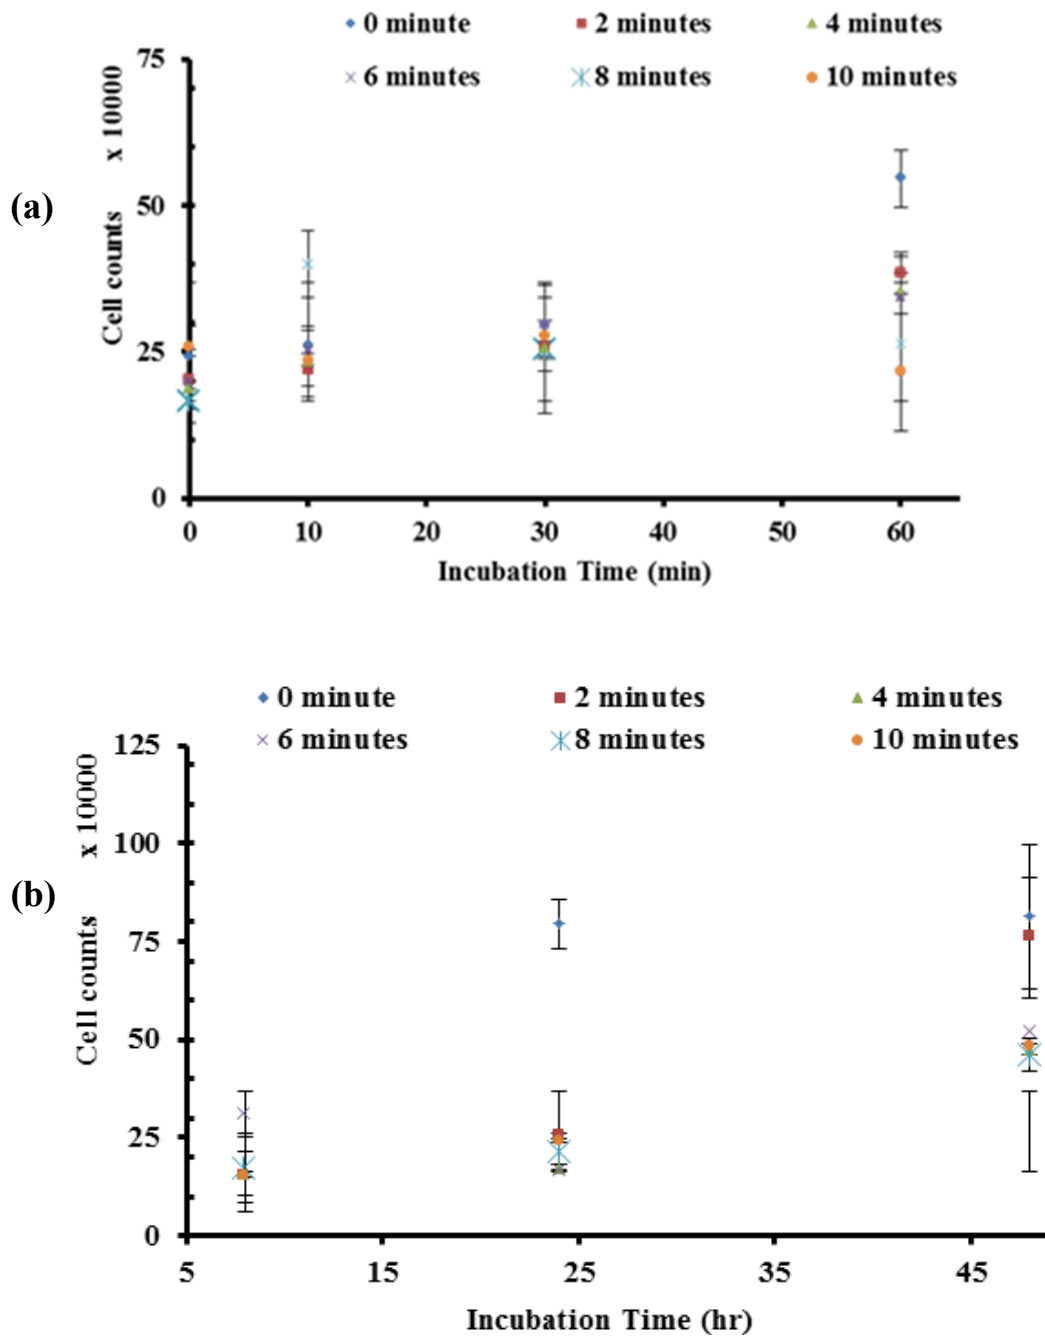 0 minute 2 minutes 4 minutes
6 minutes 8 minutes 10 minutes
(a)
Cell counts x 10000
75
50
25
0
0 10 20 30 40 50 60
Incubation Time (min)
0 minute 2 minutes 4 minutes
6 minutes 8 minutes 10 minutes
(b)
Cell counts x 10000
125
100
75
50
25
0
5 15 25 35 45
Incubation Time (hr)